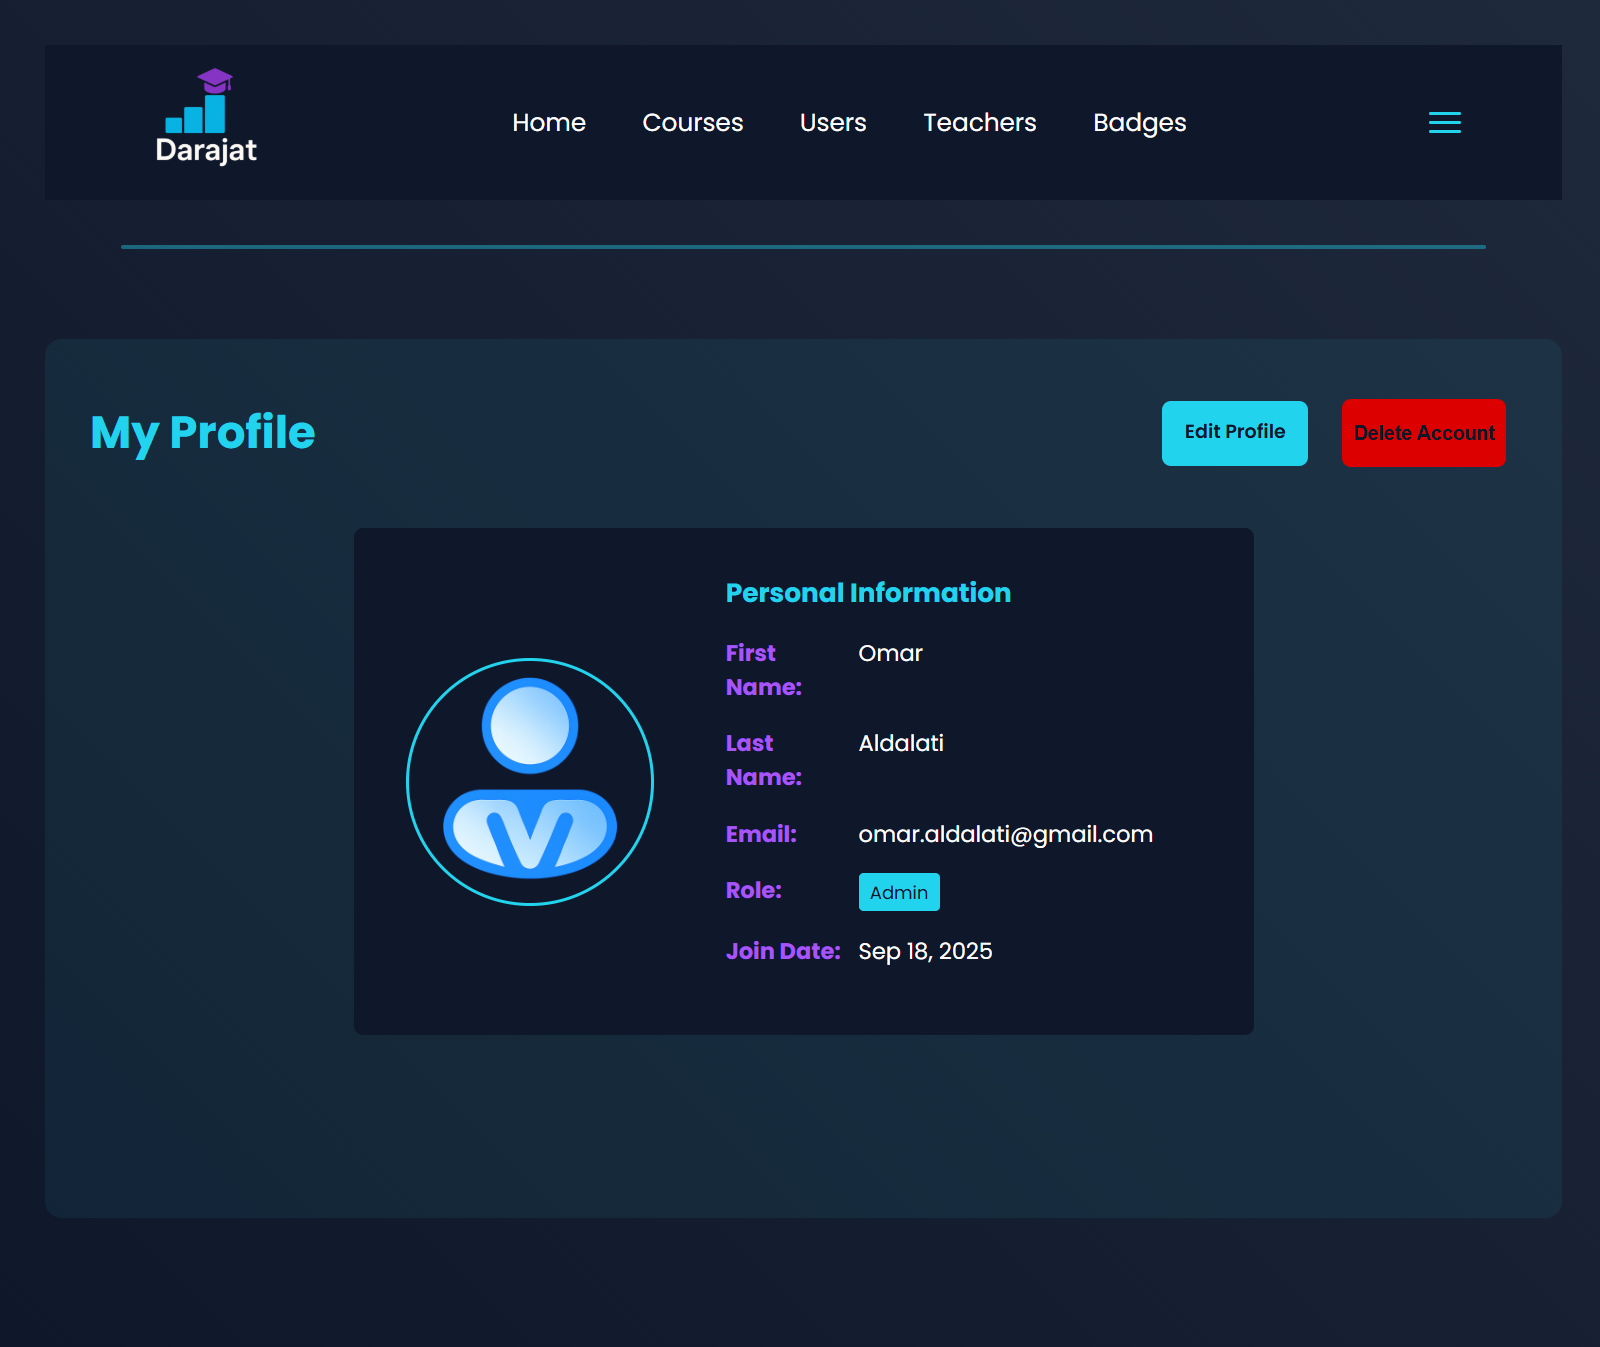 Darajat
Home Courses Users Teachers Badges
My Profile
Edit Profile
Delete Account
Personal Information
First Name: Omar
Last Name: Aldalati
Email: omar.aldalati@gmail.com
Role: Admin
Join Date: Sep 18, 2025